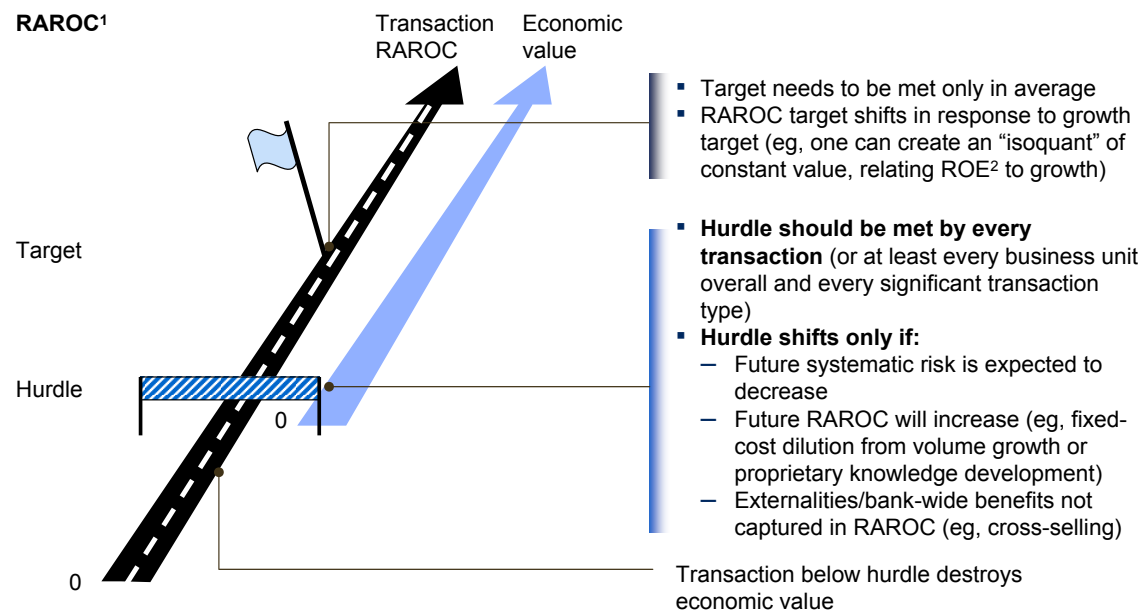 RAROC¹
Transaction
RAROC
Economic
value
▪ Target needs to be met only in average
▪ RAROC target shifts in response to growth
target (eg, one can create an “isoquant” of
constant value, relating ROE² to growth)
Target
▪ Hurdle should be met by every
transaction (or at least every business unit
overall and every significant transaction
type)
▪ Hurdle shifts only if:
– Future systematic risk is expected to
decrease
– Future RAROC will increase (eg, fixed-
cost dilution from volume growth or
proprietary knowledge development)
– Externalities/bank-wide benefits not
captured in RAROC (eg, cross-selling)
Hurdle
0
0
Transaction below hurdle destroys
economic value